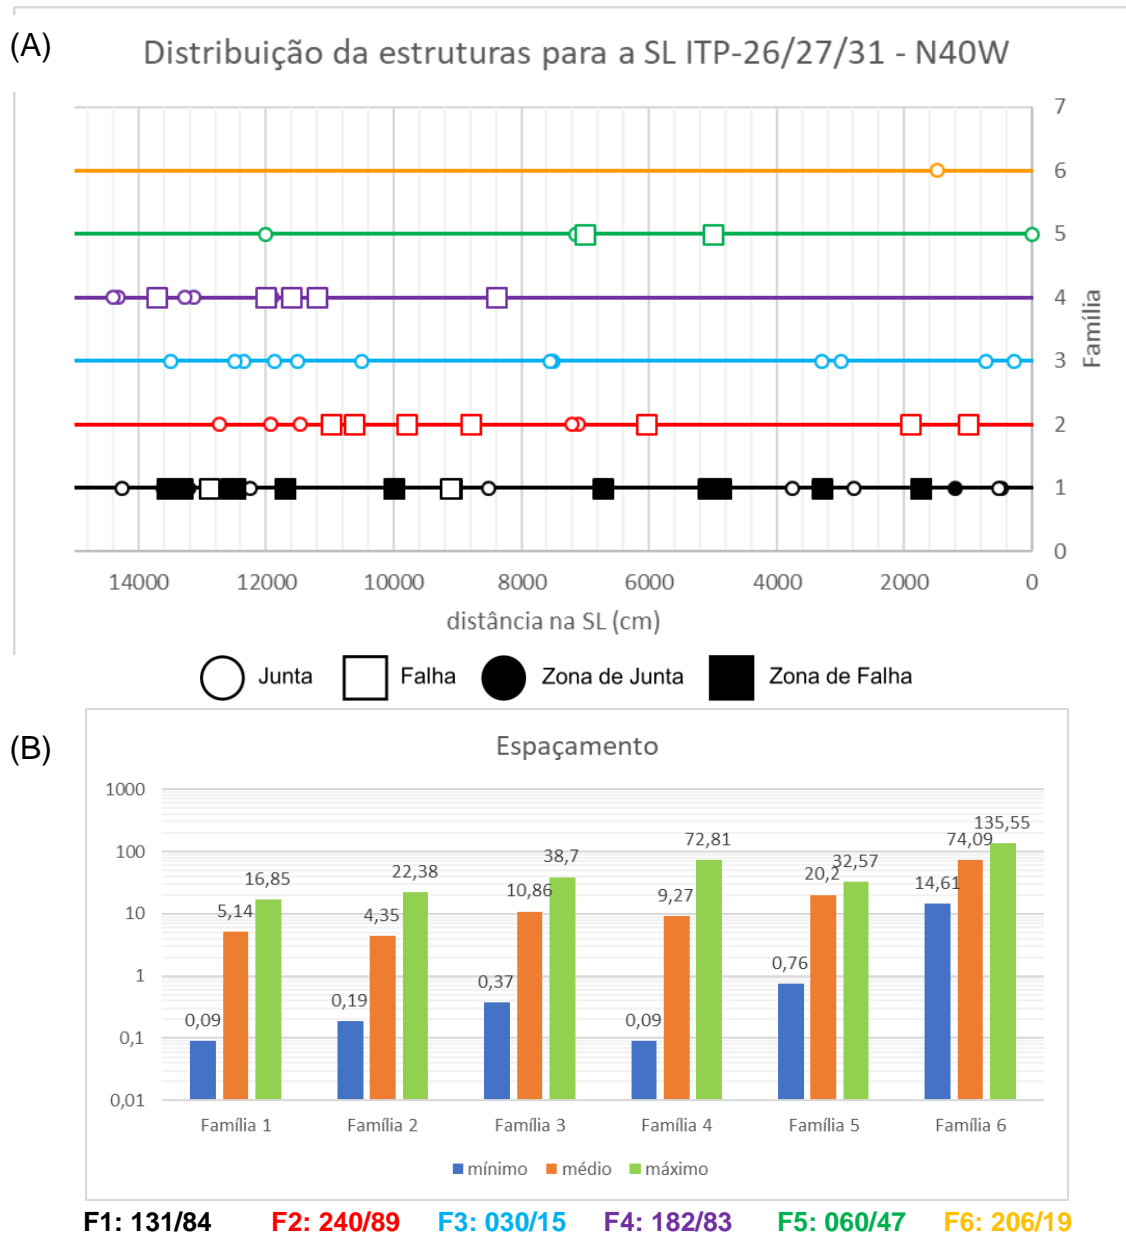 (A)
Distribuição da estruturas para a SL ITP-26/27/31 - N40W
7
6
5
4
3
2
1
0
Família
14000 12000 10000 8000 6000 4000 2000 0
distância na SL (cm)
Junta Falha Zona de Junta Zona de Falha
(B)
Espaçamento
1000
100
10
1
0,1
0,01
0,09 5,14 16,85
0,19 4,35 22,38
0,37 10,86 38,7
0,09 9,27 72,81
0,76 20,2 32,57
14,61 74,09 135,55
Família 1 Família 2 Família 3 Família 4 Família 5 Família 6
mínimo médio máximo
F1: 131/84 F2: 240/89 F3: 030/15 F4: 182/83 F5: 060/47 F6: 206/19